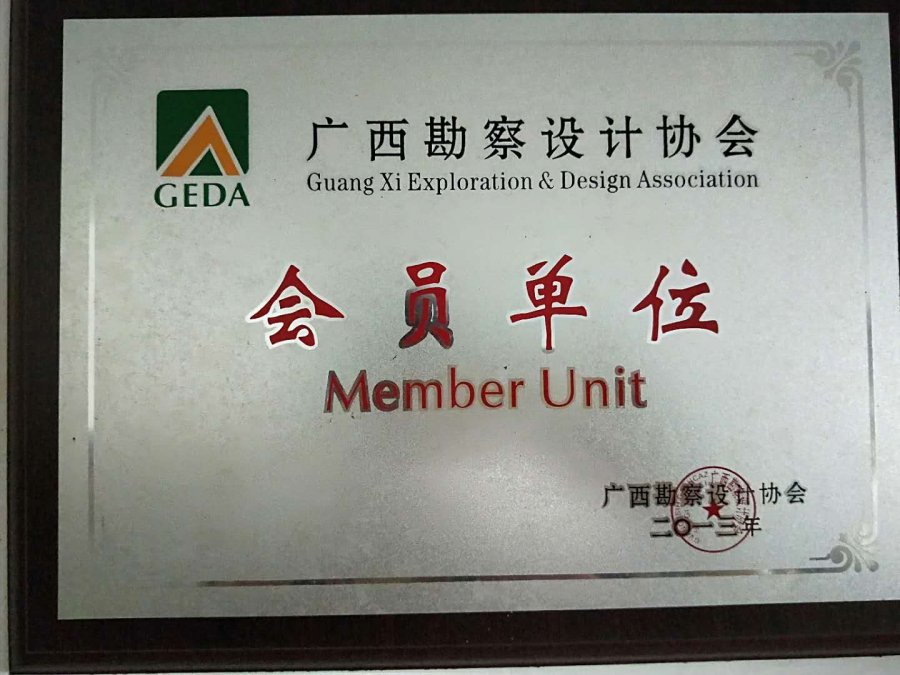 广西勘察设计协会
GEDA
Guang Xi Exploration & Design Association
会员单位
Member Unit
广西勘察设计协会
二〇一三年